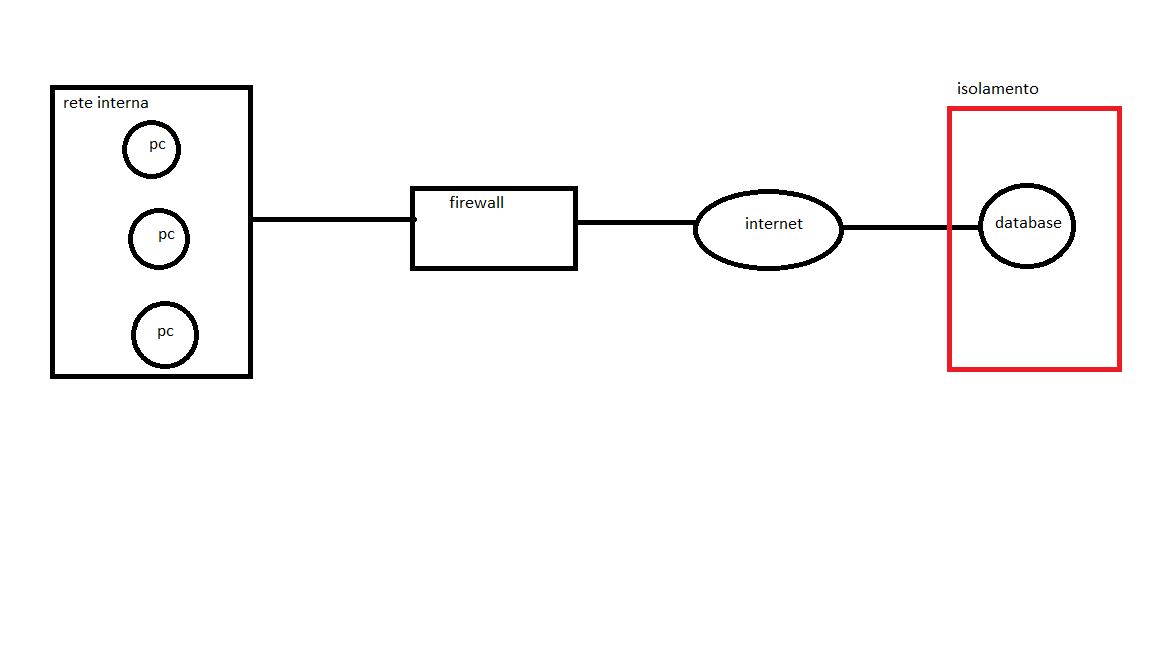 rete interna
pc
pc
pc
firewall
internet
isolamento
database